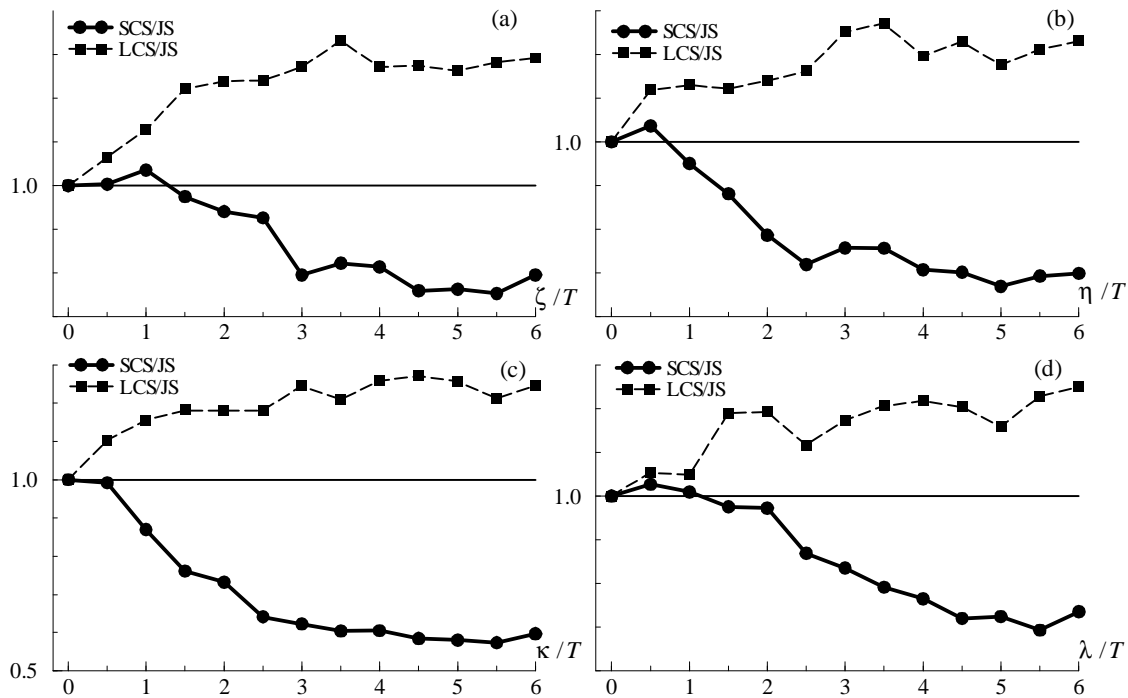 SCS/JS
LCS/JS
(a)
1.0
ζ/T
0 1 2 3 4 5 6
SCS/JS
LCS/JS
(b)
1.0
η/T
0 1 2 3 4 5 6
SCS/JS
LCS/JS
(c)
1.0
0.5
κ/T
0 1 2 3 4 5 6
SCS/JS
LCS/JS
(d)
1.0
λ/T
0 1 2 3 4 5 6